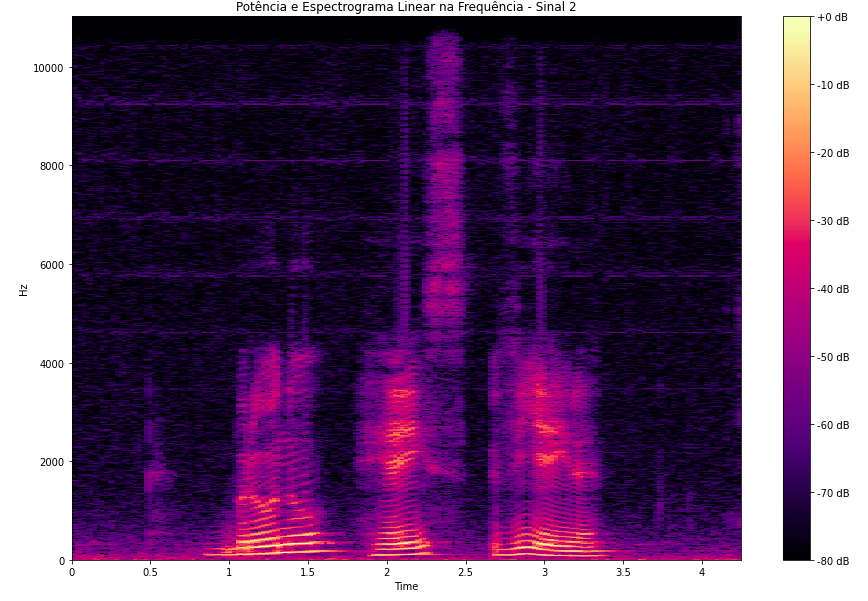 Potência e Espectrograma Linear na Frequência - Sinal 2
+0 dB
10000
-10 dB
8000
-20 dB
-30 dB
6000
Hz
-40 dB
4000
-50 dB
-60 dB
2000
-70 dB
0
-80 dB
0 0.5 1 1.5 2 2.5 3 3.5 4
Time